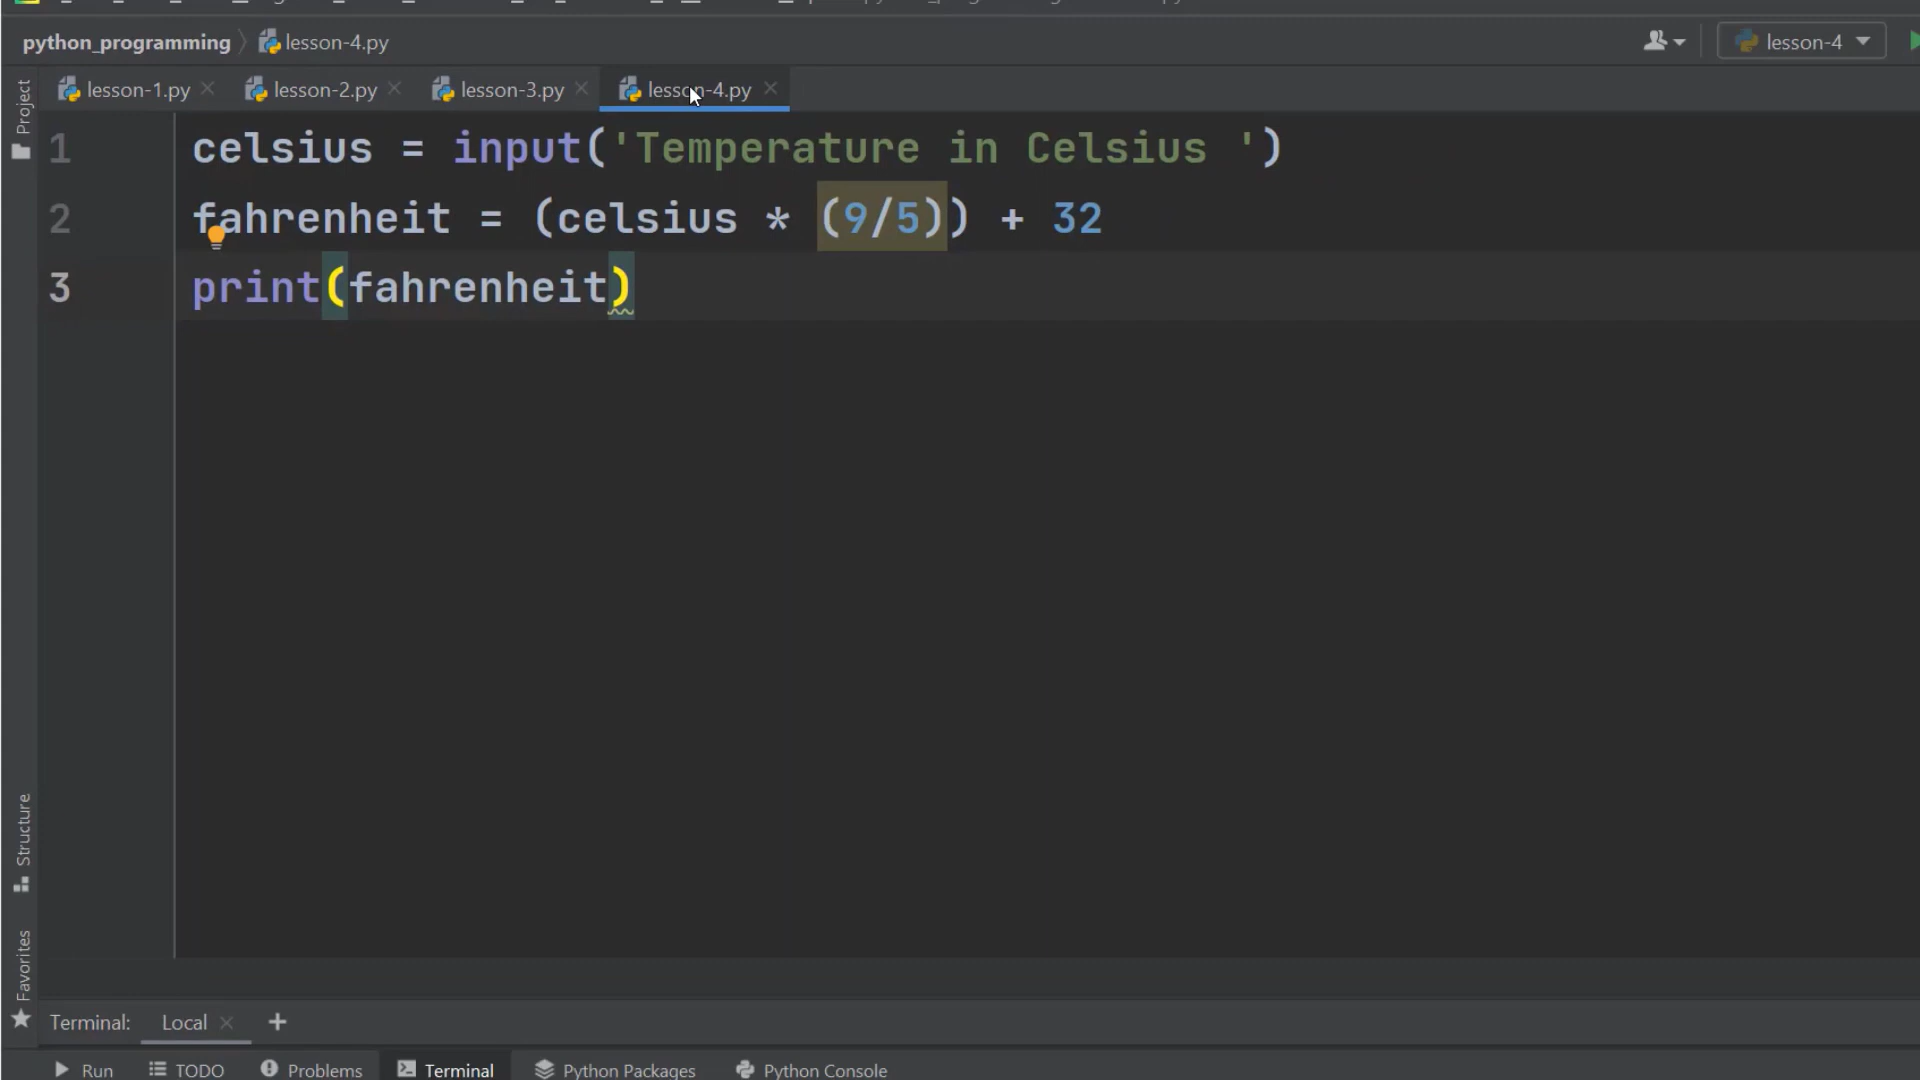 python_programming lesson-4.py
lesson-4
lesson-1.py
lesson-2.py
lesson-3.py
lesson-4.py
Project
1 celsius = input('Temperature in Celsius ')
2 fahrenheit = (celsius * (9/5)) + 32
3 print(fahrenheit)
Structure
Favorites
Terminal: Local
Run
TODO
Problems
Terminal
Python Packages
Python Console